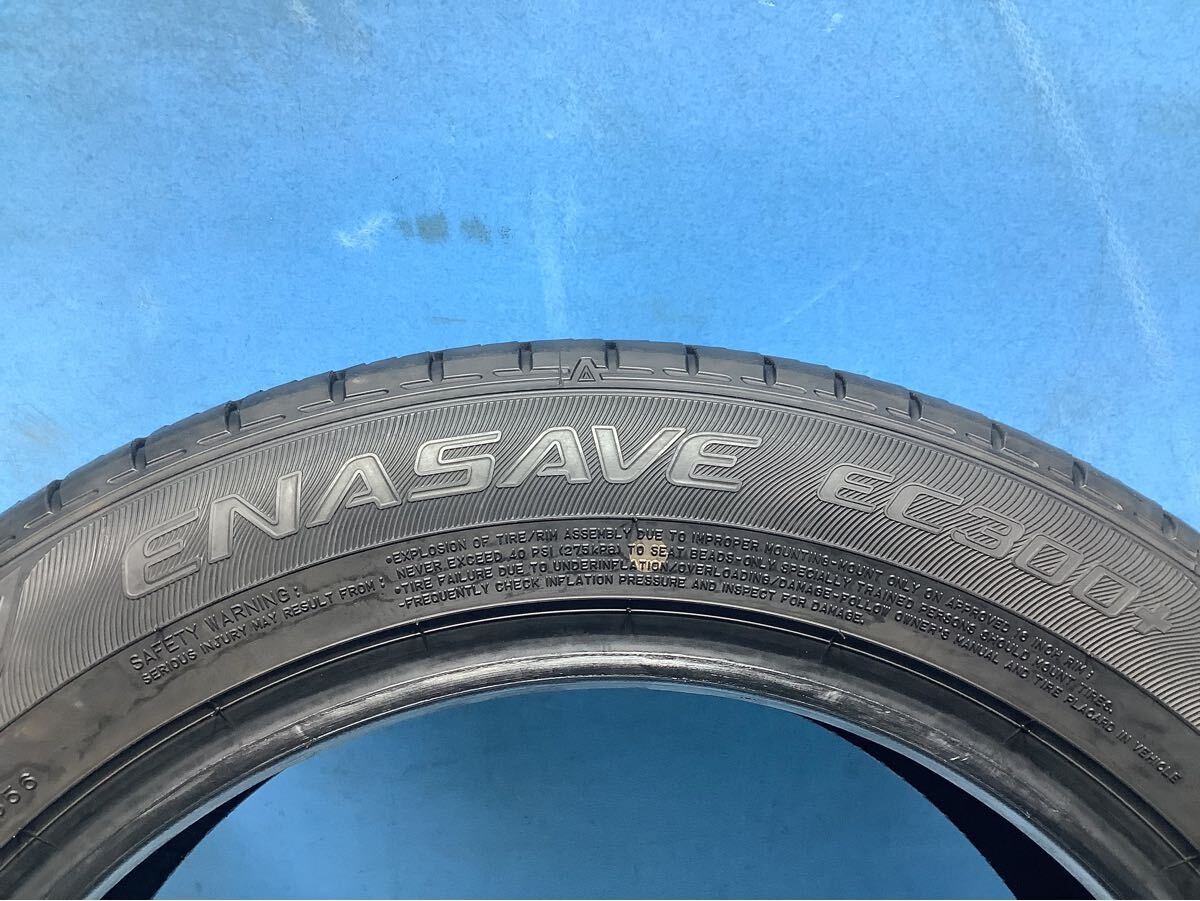 ENASAVE EC300+
SAFETY WARNING:
SERIOUS INJURY MAY RESULT FROM:
•EXPLOSION OF TIRE/RIM ASSEMBLY DUE TO IMPROPER MOUNTING-MOUNT ONLY ON APPROVED 18 INCH RIM;
NEVER EXCEED 40 PSI (275kPa) TO SEAT BEADS-ONLY SPECIALLY TRAINED PERSONS SHOULD MOUNT TIRES.
•TIRE FAILURE DUE TO UNDERINFLATION/OVERLOADING/DAMAGE-FOLLOW OWNER'S MANUAL AND TIRE PLACARD IN VEHICLE
-FREQUENTLY CHECK INFLATION PRESSURE AND INSPECT FOR DAMAGE.